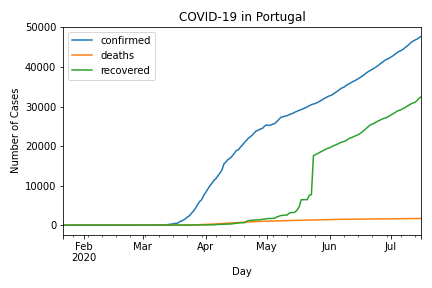 COVID-19 in Portugal
50000
40000
30000
20000
10000
0
Number of Cases
confirmed
deaths
recovered
Feb
2020
Mar
Apr
May
Jun
Jul
Day